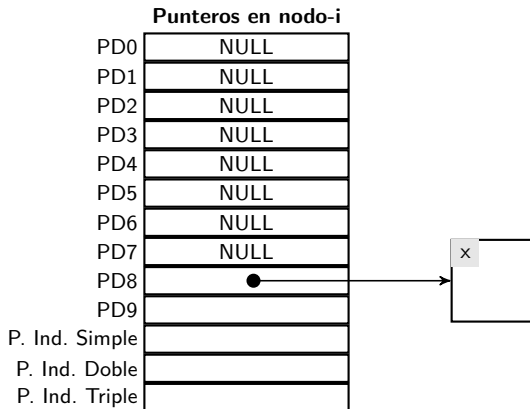 Punteros en nodo-i
PD0 NULL
PD1 NULL
PD2 NULL
PD3 NULL
PD4 NULL
PD5 NULL
PD6 NULL
PD7 NULL
x
PD8
PD9
P. Ind. Simple
P. Ind. Doble
P. Ind. Triple